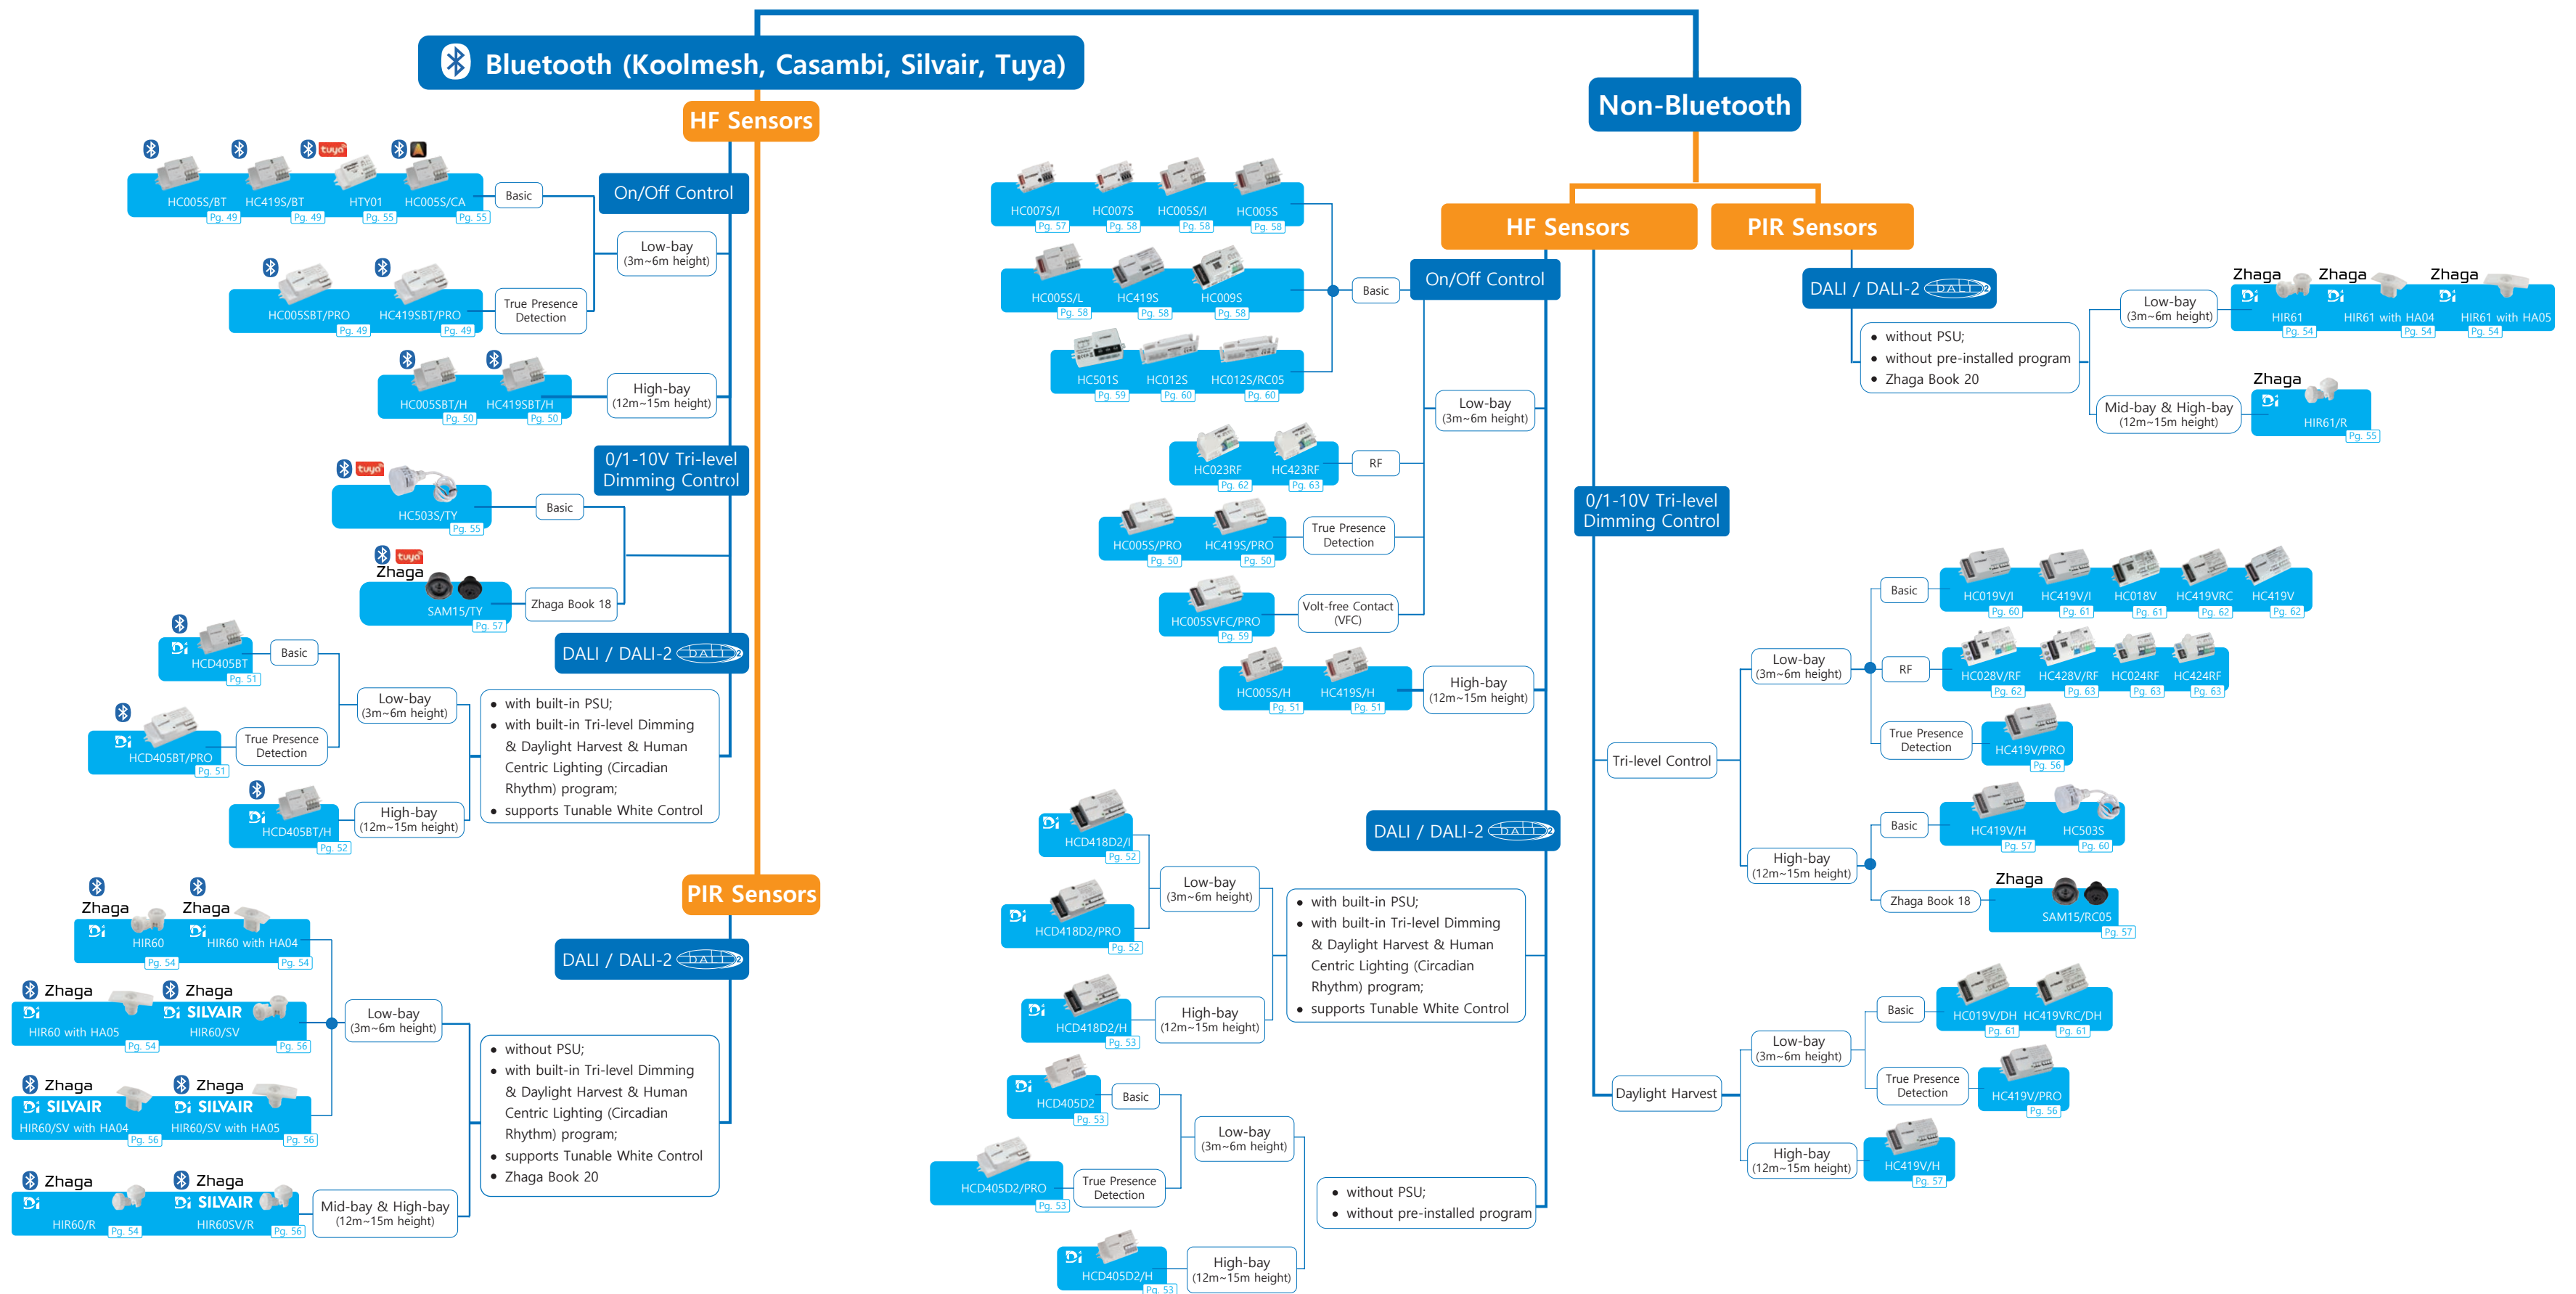 Bluetooth (Koolmesh, Casambi, Silvair, Tuya)
HF Sensors
On/Off Control
tuya
HC005S/BT
Pg. 49
HC419S/BT
Pg. 49
HTY01
Pg. 55
HC005S/CA
Pg. 55
Basic
Low-bay
(3m~6m height)
HC005SBT/PRO
Pg. 49
HC419SBT/PRO
Pg. 49
True Presence
Detection
HC005SBT/H
Pg. 50
HC419SBT/H
Pg. 50
High-bay
(12m~15m height)
0/1-10V Tri-level
Dimming Control
tuya
HC503S/TY
Pg. 55
Basic
tuya
Zhaga
SAM15/TY
Pg. 57
Zhaga Book 18
DALI / DALI-2 DALI 2
Di
HCD405BT
Pg. 51
Basic
Low-bay
(3m~6m height)
Di
HCD405BT/PRO
Pg. 51
True Presence
Detection
Di
HCD405BT/H
Pg. 52
High-bay
(12m~15m height)
• with built-in PSU;
• with built-in Tri-level Dimming
& Daylight Harvest & Human
Centric Lighting (Circadian
Rhythm) program;
• supports Tunable White Control
PIR Sensors
DALI / DALI-2 DALI 2
Zhaga
Di
HIR60
Pg. 54
Zhaga
HIR60 with HA04
Pg. 54
Zhaga
Di
HIR60 with HA05
Pg. 54
Zhaga
Di SILVAIR
HIR60/SV
Pg. 56
Low-bay
(3m~6m height)
Zhaga
Di SILVAIR
HIR60/SV with HA04
Pg. 56
Zhaga
Di SILVAIR
HIR60/SV with HA05
Pg. 56
Zhaga
Di
HIR60/R
Pg. 54
Zhaga
Di SILVAIR
HIR60SV/R
Pg. 56
Mid-bay & High-bay
(12m~15m height)
• without PSU;
• with built-in Tri-level Dimming
& Daylight Harvest & Human
Centric Lighting (Circadian
Rhythm) program;
• supports Tunable White Control
• Zhaga Book 20
Non-Bluetooth
HF Sensors
On/Off Control
HC007S/I
Pg. 57
HC007S
Pg. 58
HC005S/I
Pg. 58
HC005S
Pg. 58
HC005S/L
Pg. 58
HC419S
Pg. 58
HC009S
Pg. 58
Basic
HC501S
Pg. 59
HC012S
Pg. 60
HC012S/RC05
Pg. 60
Low-bay
(3m~6m height)
HC023RF
Pg. 62
HC423RF
Pg. 63
RF
HC005S/PRO
Pg. 50
HC419S/PRO
Pg. 50
True Presence
Detection
HC005SVFC/PRO
Pg. 59
Volt-free Contact
(VFC)
HC005S/H
Pg. 51
HC419S/H
Pg. 51
High-bay
(12m~15m height)
DALI / DALI-2 DALI 2
Di
HCD418D2/I
Pg. 52
Low-bay
(3m~6m height)
Di
HCD418D2/PRO
Pg. 52
Di
HCD418D2/H
Pg. 53
High-bay
(12m~15m height)
• with built-in PSU;
• with built-in Tri-level Dimming
& Daylight Harvest & Human
Centric Lighting (Circadian
Rhythm) program;
• supports Tunable White Control
Di
HCD405D2
Pg. 53
Basic
Low-bay
(3m~6m height)
HCD405D2/PRO
Pg. 53
True Presence
Detection
Di
HCD405D2/H
Pg. 53
High-bay
(12m~15m height)
• without PSU;
• without pre-installed program
0/1-10V Tri-level
Dimming Control
Tri-level Control
Low-bay
(3m~6m height)
Basic
HC019V/I
Pg. 60
HC419V/I
Pg. 61
HC018V
Pg. 61
HC419VRC
Pg. 62
HC419V
Pg. 62
RF
HC028V/RF
Pg. 62
HC428V/RF
Pg. 63
HC024RF
Pg. 63
HC424RF
Pg. 63
True Presence
Detection
HC419V/PRO
Pg. 56
High-bay
(12m~15m height)
Basic
HC419V/H
Pg. 57
HC503S
Pg. 60
Zhaga Book 18
Zhaga
SAM15/RC05
Pg. 57
Daylight Harvest
Low-bay
(3m~6m height)
Basic
HC019V/DH
Pg. 61
HC419VRC/DH
Pg. 61
True Presence
Detection
HC419V/PRO
Pg. 56
High-bay
(12m~15m height)
HC419V/H
Pg. 57
PIR Sensors
DALI / DALI-2 DALI 2
• without PSU;
• without pre-installed program
• Zhaga Book 20
Low-bay
(3m~6m height)
Zhaga
Di
HIR61
Pg. 54
Zhaga
Di
HIR61 with HA04
Pg. 54
Zhaga
Di
HIR61 with HA05
Pg. 54
Mid-bay & High-bay
(12m~15m height)
Zhaga
Di
HIR61/R
Pg. 55